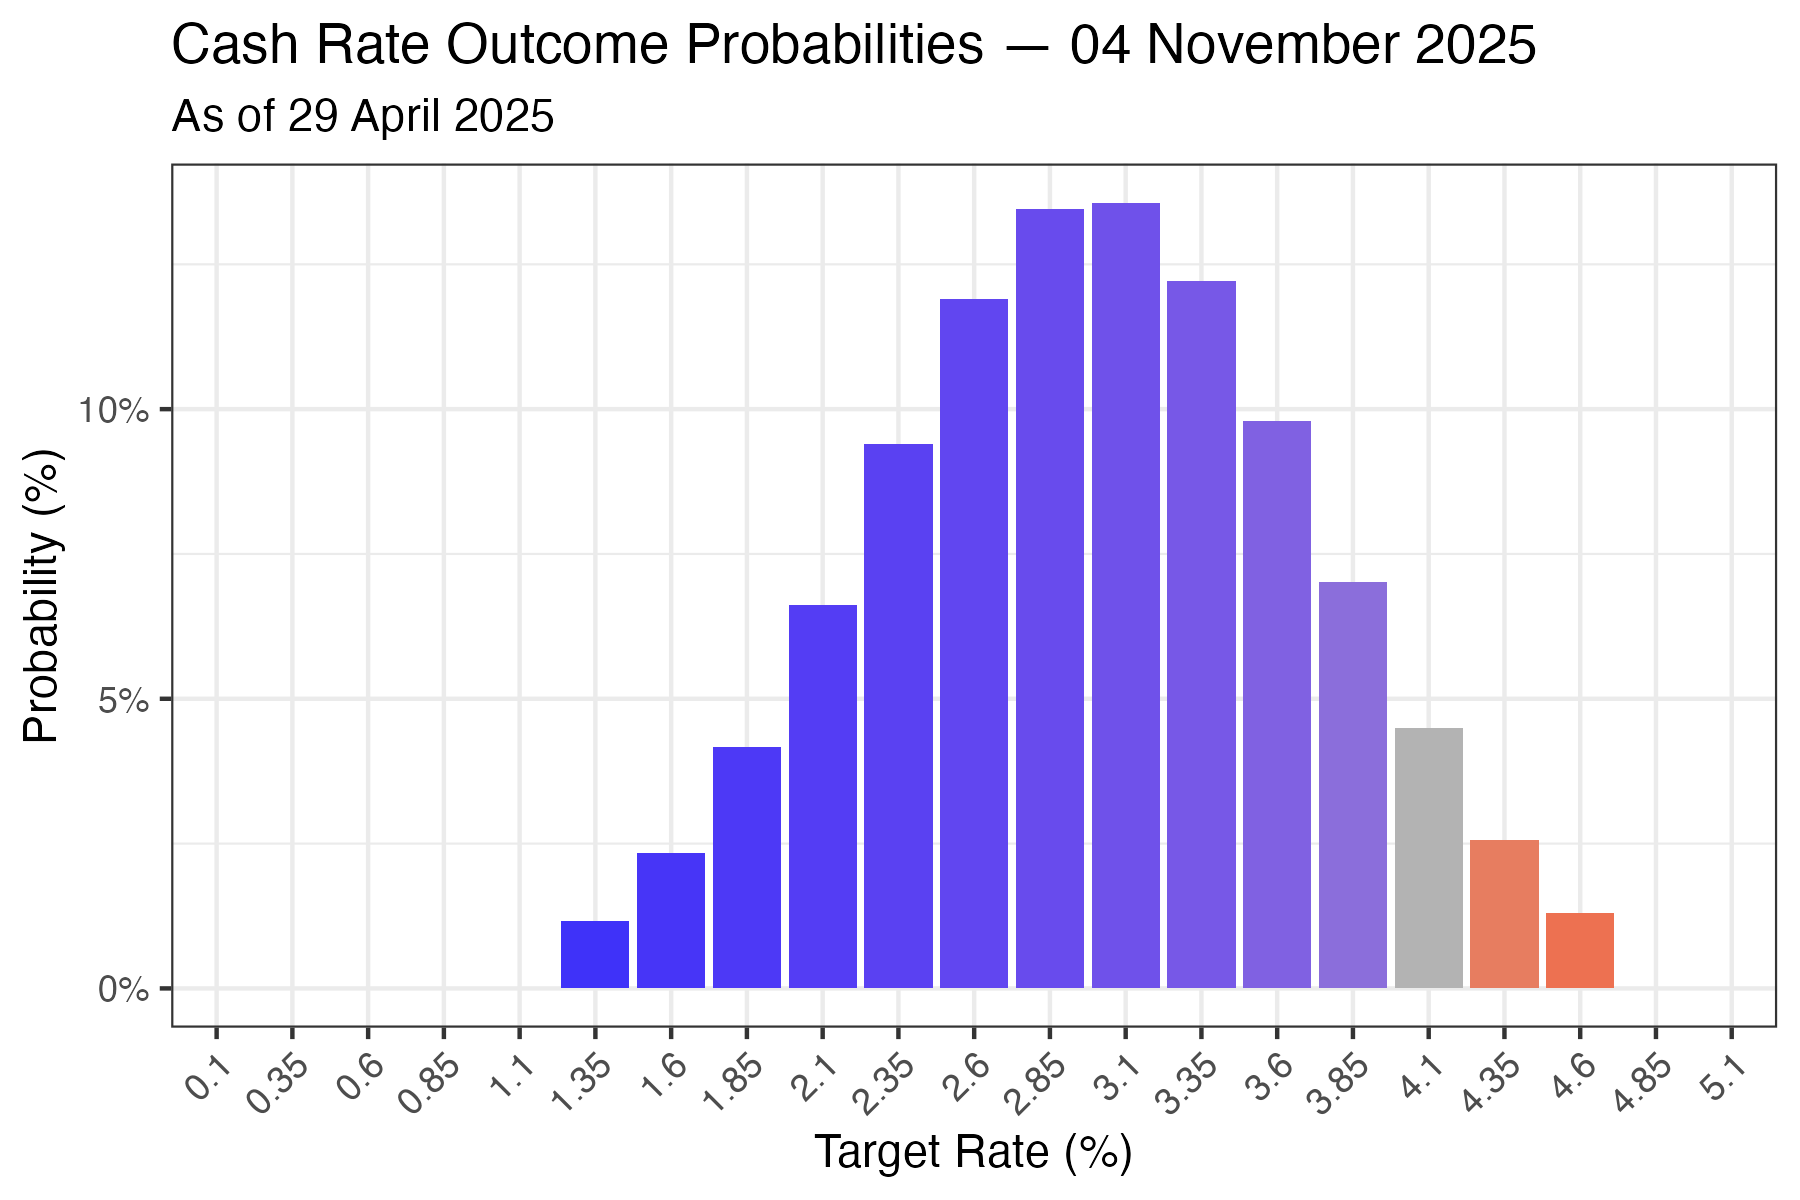 Cash Rate Outcome Probabilities — 04 November 2025
As of 29 April 2025
Probability (%)
10%
5%
0%
0.1 0.35 0.6 0.85 1.1 1.35 1.6 1.85 2.1 2.35 2.6 2.85 3.1 3.35 3.6 3.85 4.1 4.35 4.6 4.85 5.1
Target Rate (%)